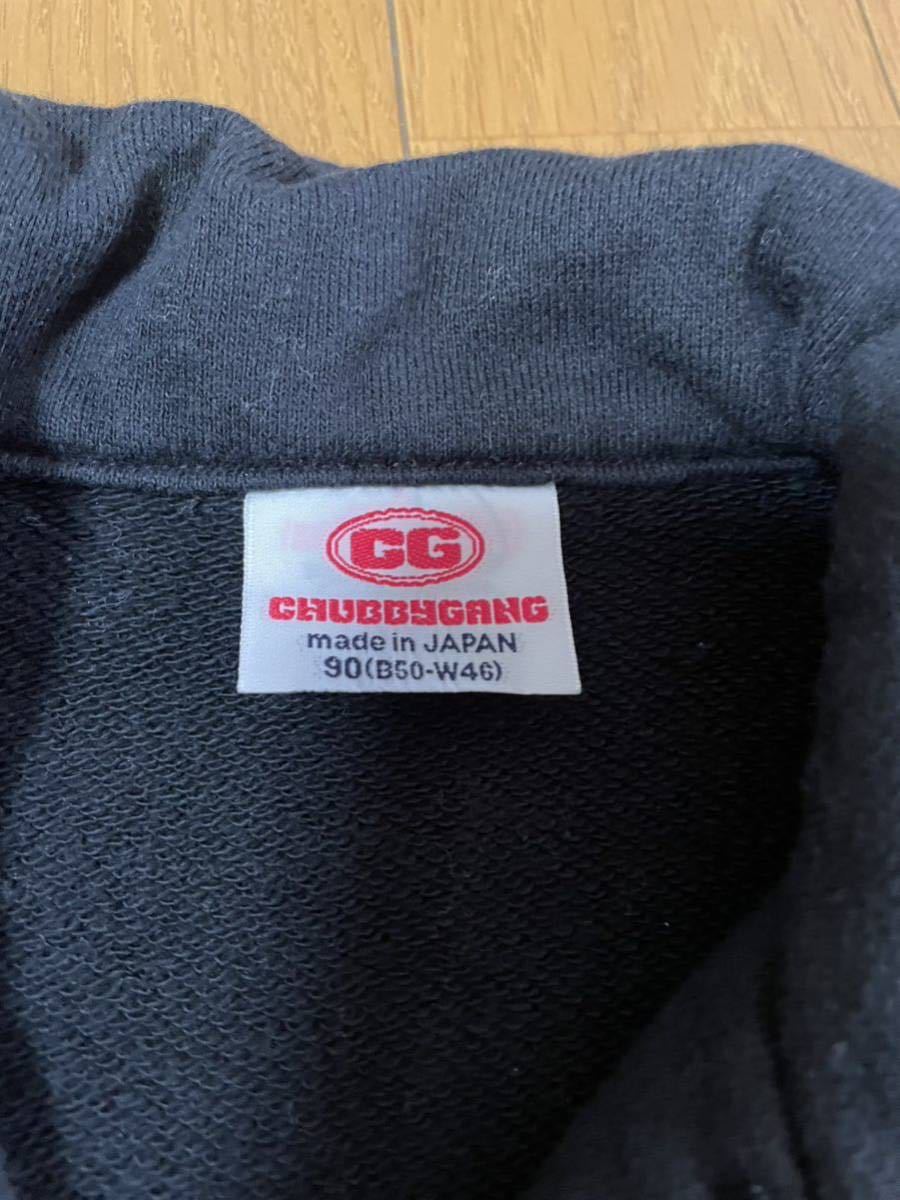 CG
CHUBBYGANG
made in JAPAN
90(B50-W46)